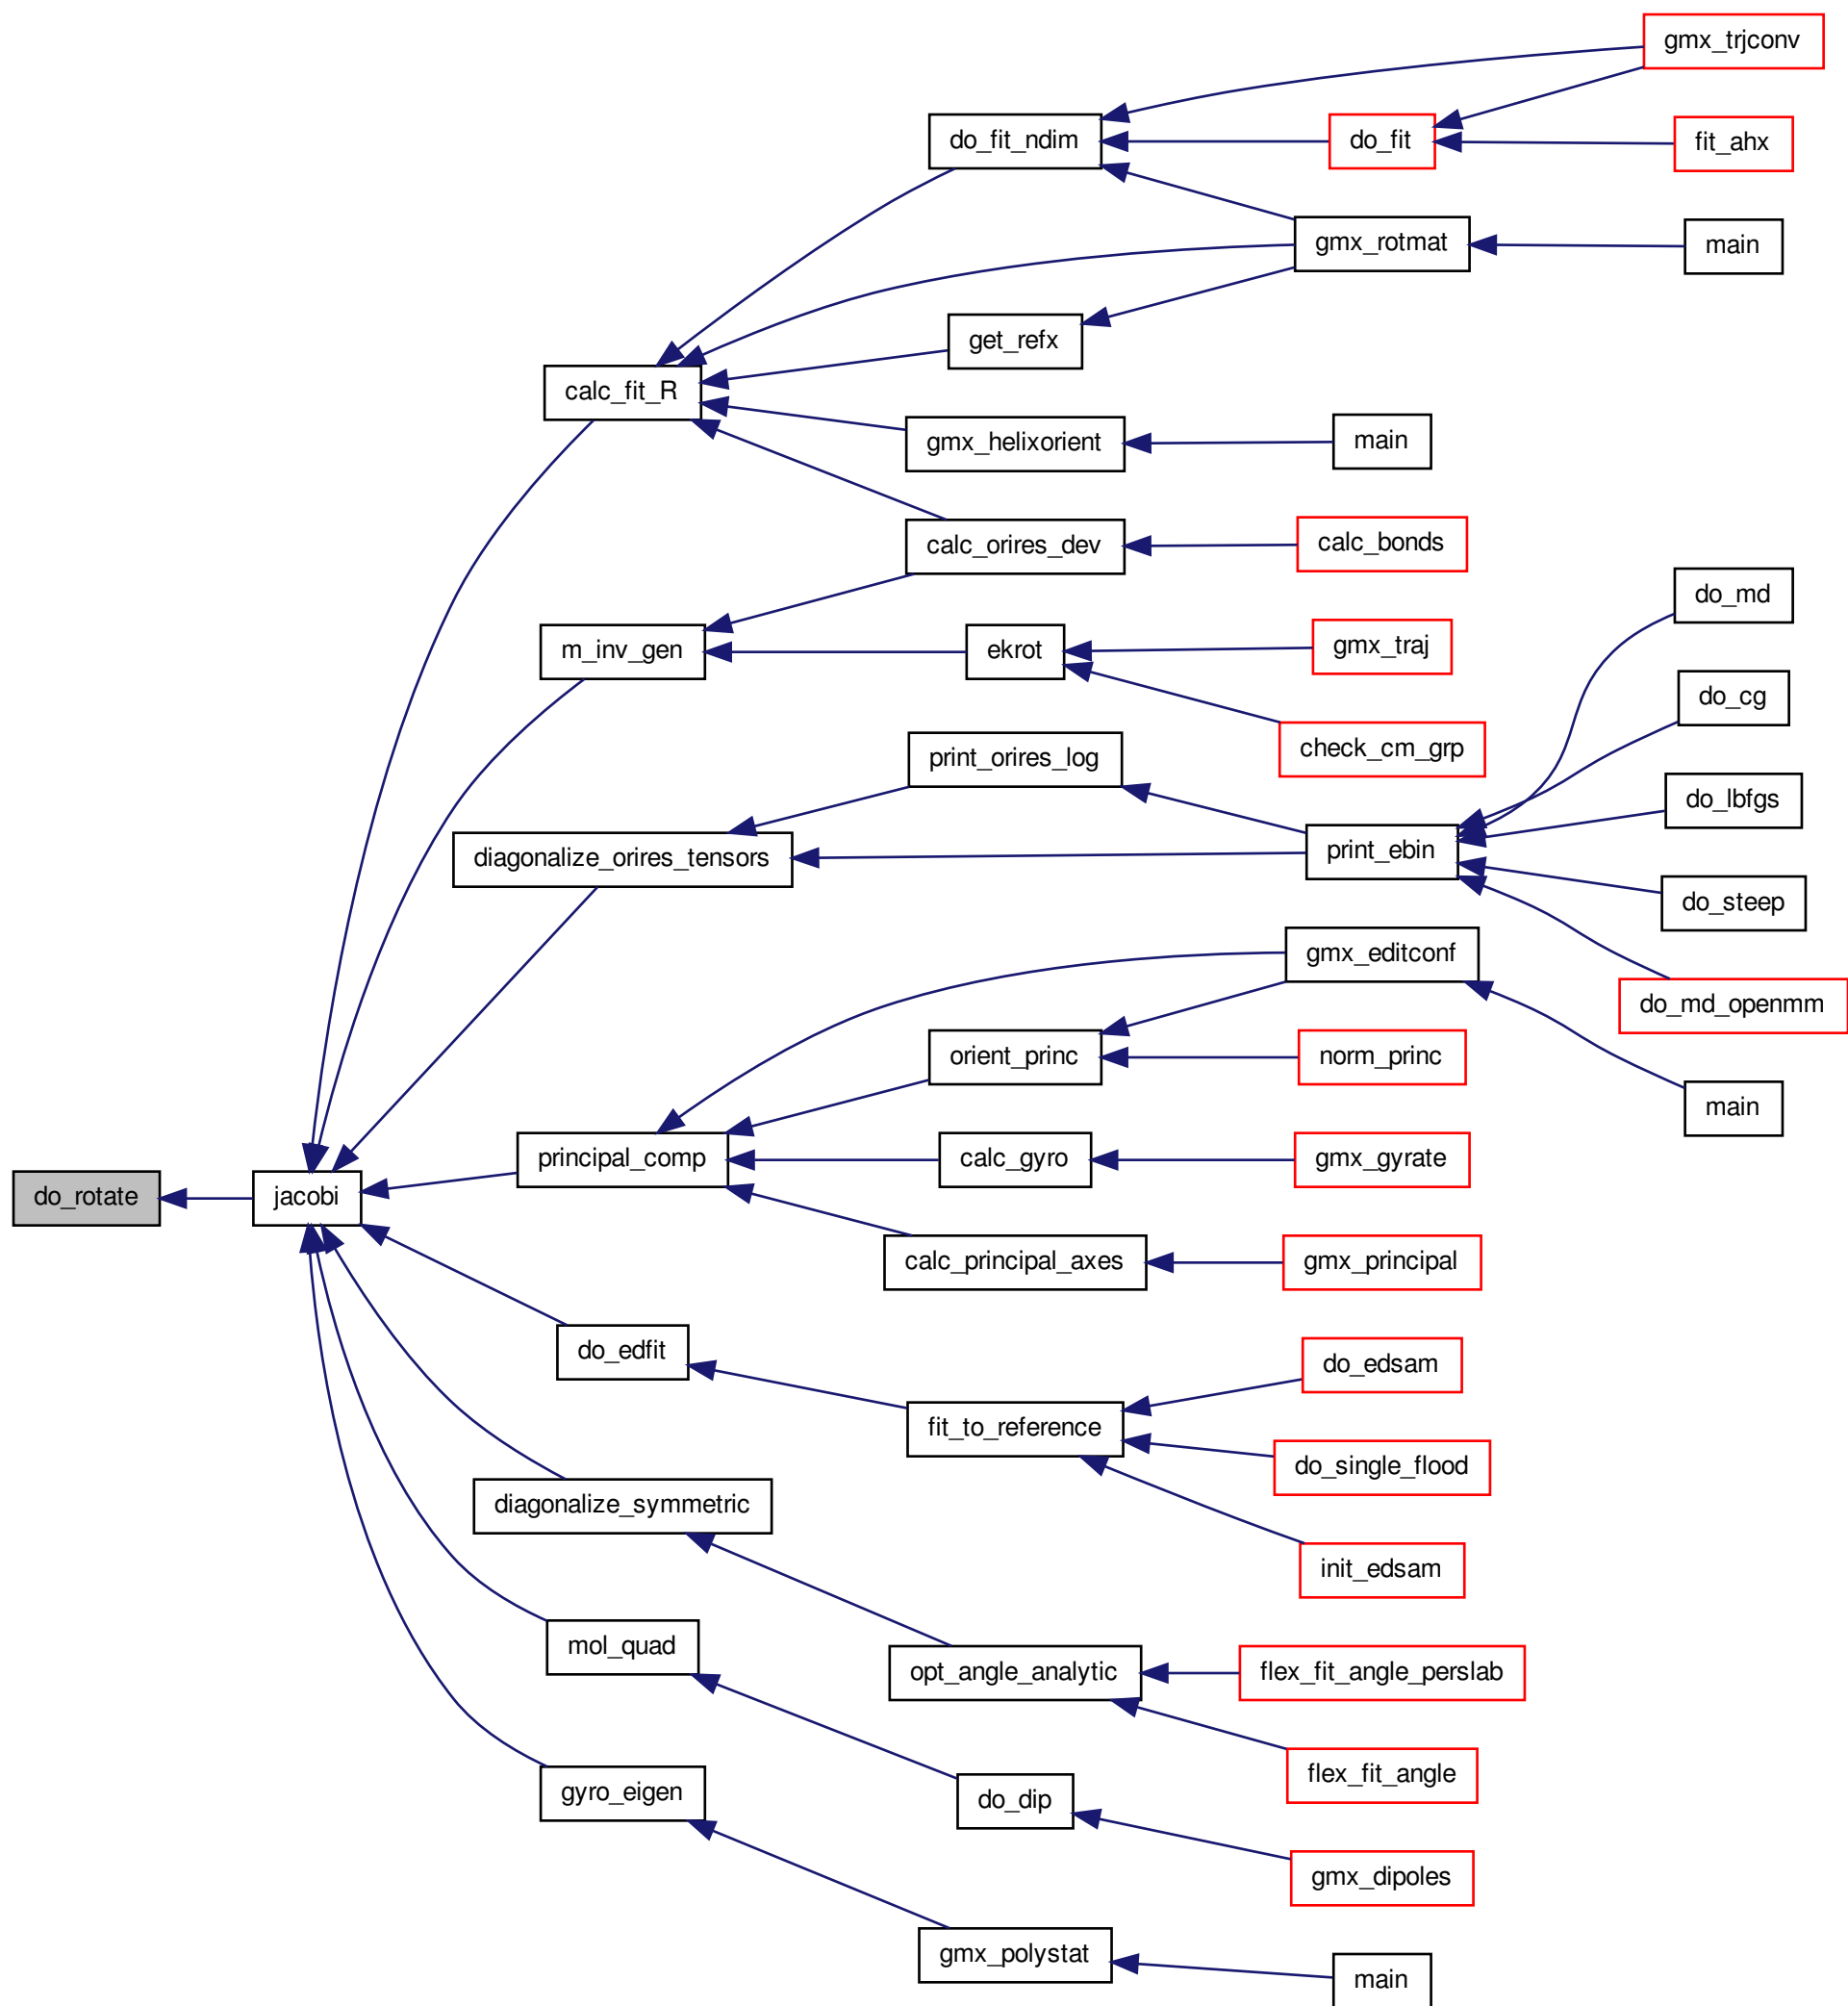 gmx_trjconv
do_fit_ndim
do_fit
fit_ahx
gmx_rotmat
main
get_refx
calc_fit_R
gmx_helixorient
main
calc_orires_dev
calc_bonds
do_md
m_inv_gen
ekrot
gmx_traj
do_cg
check_cm_grp
print_orires_log
do_lbfgs
diagonalize_orires_tensors
print_ebin
do_steep
gmx_editconf
do_md_openmm
orient_princ
norm_princ
main
principal_comp
calc_gyro
gmx_gyrate
do_rotate
jacobi
calc_principal_axes
gmx_principal
do_edfit
do_edsam
fit_to_reference
do_single_flood
diagonalize_symmetric
init_edsam
mol_quad
opt_angle_analytic
flex_fit_angle_perslab
flex_fit_angle
gyro_eigen
do_dip
gmx_dipoles
gmx_polystat
main